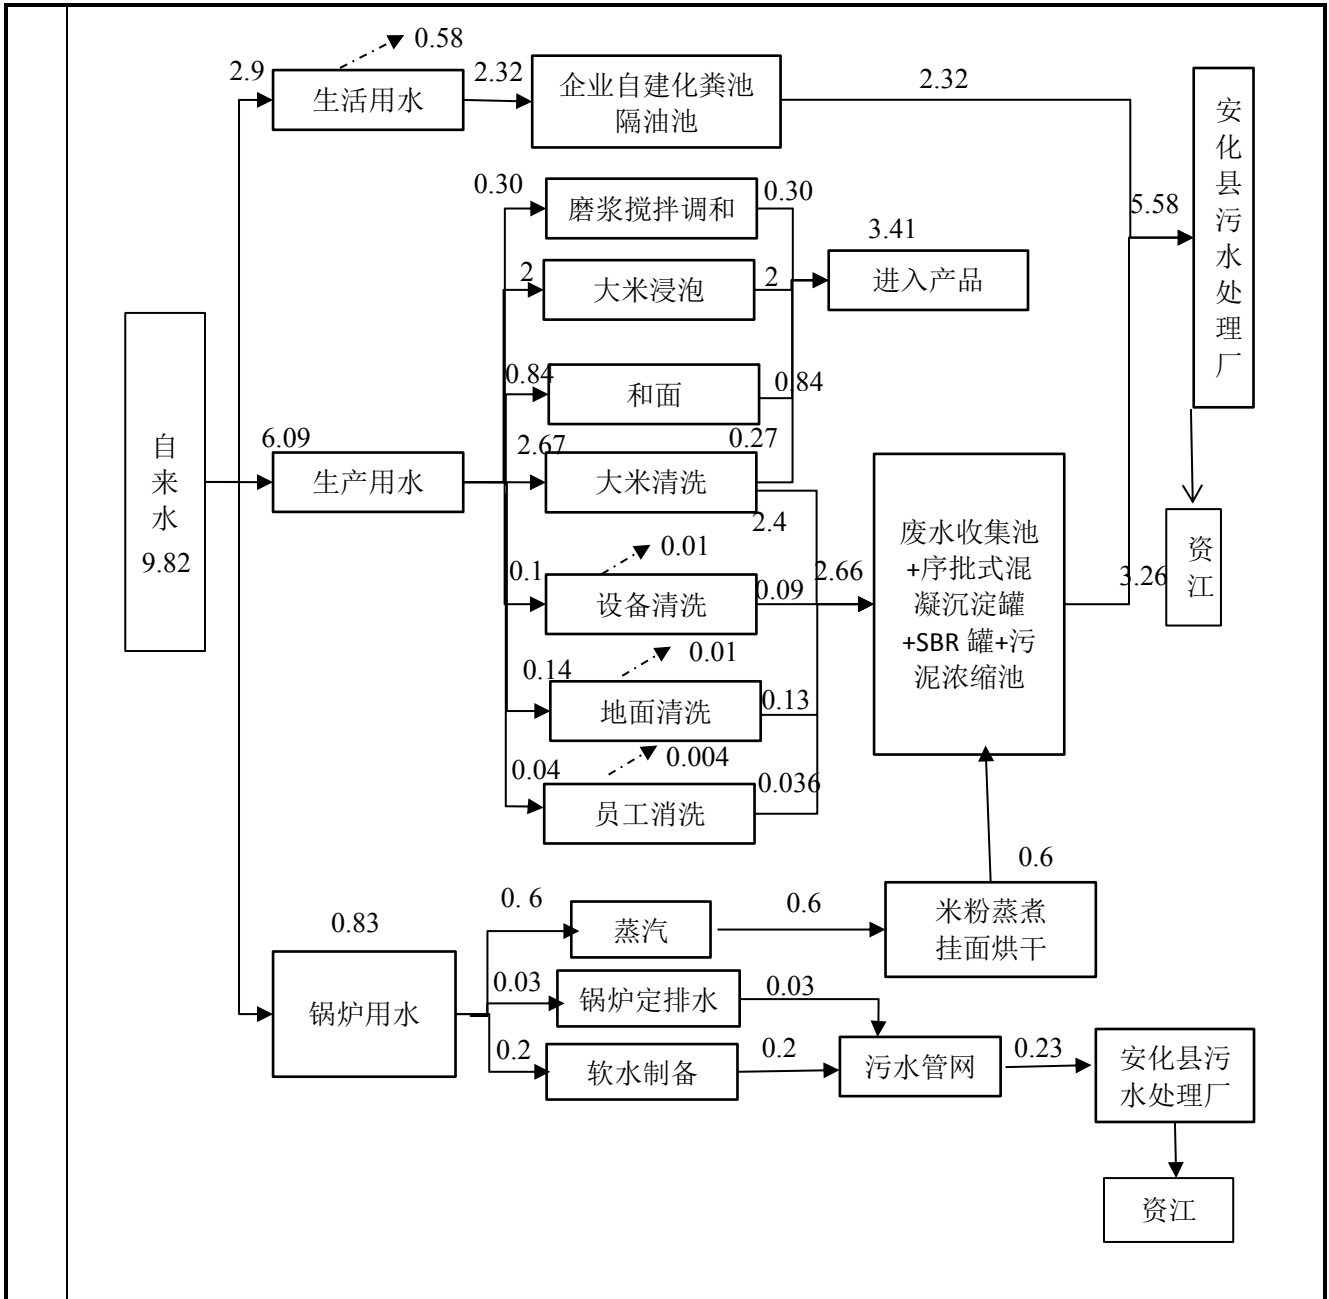 0.58
2.9
生活用水
2.32
企业自建化粪池
隔油池
2.32
安
化
县
污
水
处
理
厂
5.58
0.30
磨浆搅拌调和
0.30
3.41
进入产品
2
大米浸泡
2
0.84
和面
0.84
自
来
水
9.82
6.09
生产用水
2.67
大米清洗
0.27
2.4
0.01
0.1
设备清洗
0.09
2.66
废水收集池
+序批式混
凝沉淀罐
+SBR 罐+污
泥浓缩池
3.26
资
江
0.01
0.14
地面清洗
0.13
0.004
0.04
员工消洗
0.036
0.6
0.83
锅炉用水
0. 6
蒸汽
0.6
米粉蒸煮
挂面烘干
0.03
锅炉定排水
0.03
0.2
软水制备
0.2
污水管网
0.23
安化县污
水处理厂
资江